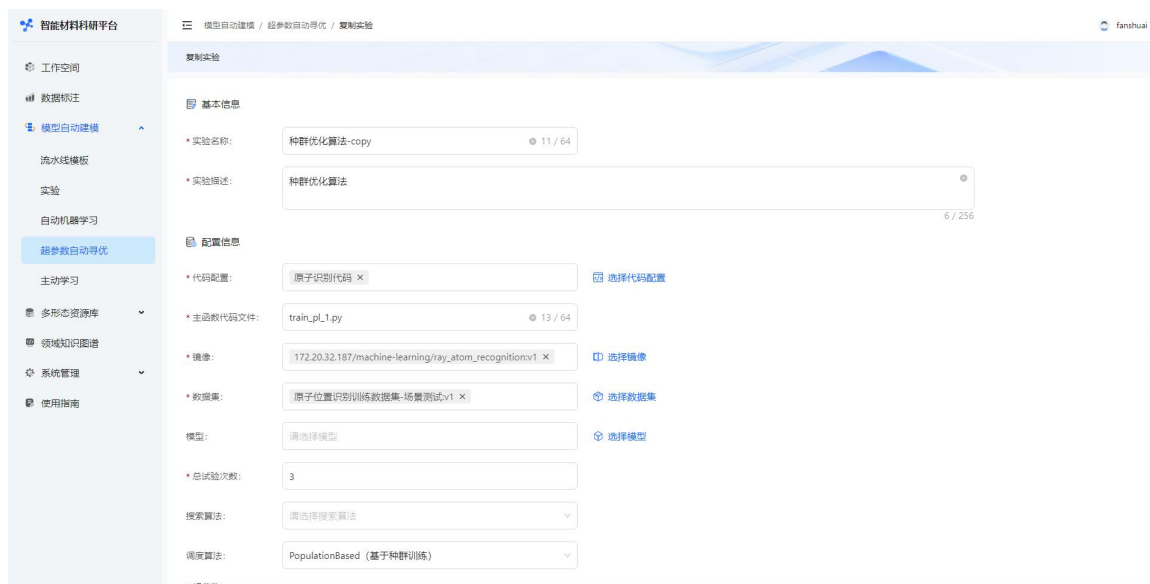 智能材料科研平台
模型自动建模 / 超参数自动寻优 / 复制实验
fanshuai
工作空间
数据标注
模型自动建模
流水线模板
实验
自动机器学习
超参数自动寻优
主动学习
多形态资源库
领域知识图谱
系统管理
使用指南
复制实验
基本信息
* 实验名称: 种群优化算法-copy 11 / 64
* 实验描述: 种群优化算法
6 / 256
配置信息
* 代码配置: 原子识别代码 × 选择代码配置
* 主函数代码文件: train_pl_1.py 13 / 64
* 镜像: 172.20.32.187/machine-learning/ray_atom_recognition:v1 × 选择镜像
* 数据集: 原子位置识别训练数据集-场景测试:v1 × 选择数据集
模型: 请选择模型 选择模型
* 总试验次数: 3
搜索算法: 请选择搜索算法
调度算法: PopulationBased（基于种群训练）